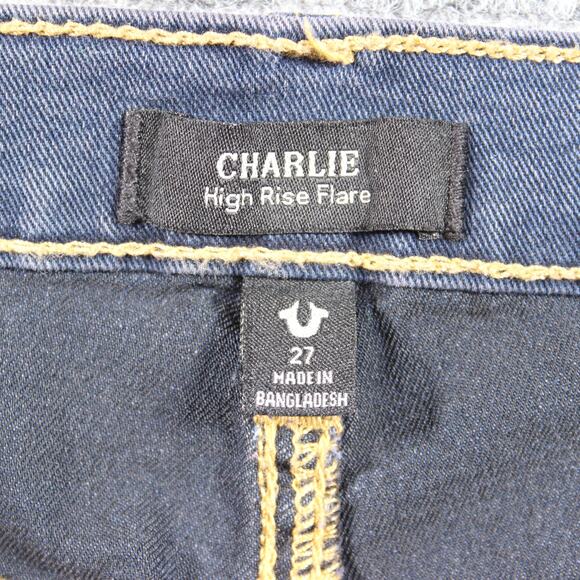 CHARLIE
High Rise Flare
27
MADE IN
BANGLADESH